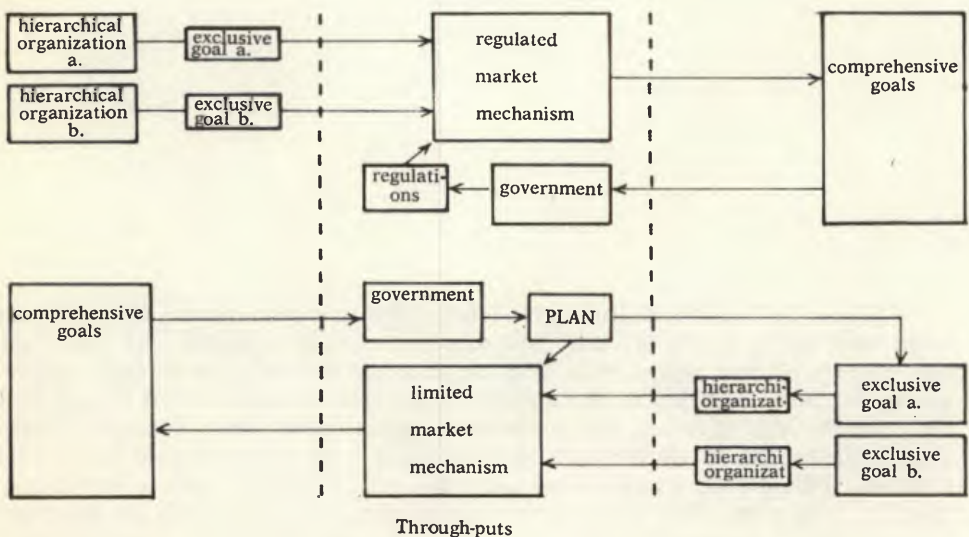 hierarchical
organization
a.
exclusive
goal a.
regulated
market
mechanism
comprehensive
goals
hierarchical
organization
b.
exclusive
goal b.
regulati-
ons
government
comprehensive
goals
government
PLAN
limited
market
mechanism
hierarchi-
organizat-
exclusive
goal a.
hierarchi
organizat
exclusive
goal b.
Through-puts